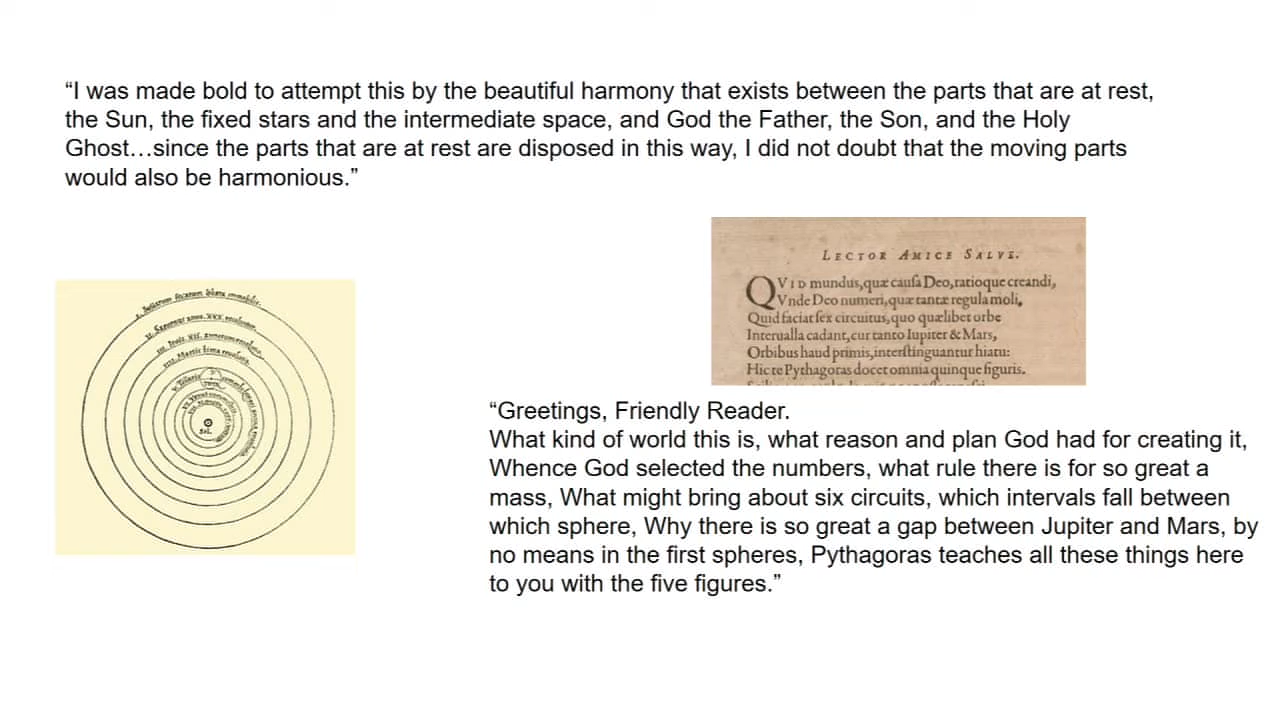 “I was made bold to attempt this by the beautiful harmony that exists between the parts that are at rest,
the Sun, the fixed stars and the intermediate space, and God the Father, the Son, and the Holy
Ghost…since the parts that are at rest are disposed in this way, I did not doubt that the moving parts
would also be harmonious.”
LECTOR AMICE SALVE.
QVID mundus, quæ causa Deo, ratioque creandi,
Vnde Deo numeri, quæ tantæ regula moli,
Quid faciat sex circuitus, quo quælibet orbe
Interualla cadant, cur tanto Iupiter & Mars,
Orbibus haud primis, interstinguantur hiatu:
Hic te Pythagoras docet omnia quinque figuris.
Sol
“Greetings, Friendly Reader.
What kind of world this is, what reason and plan God had for creating it,
Whence God selected the numbers, what rule there is for so great a
mass, What might bring about six circuits, which intervals fall between
which sphere, Why there is so great a gap between Jupiter and Mars, by
no means in the first spheres, Pythagoras teaches all these things here
to you with the five figures.”